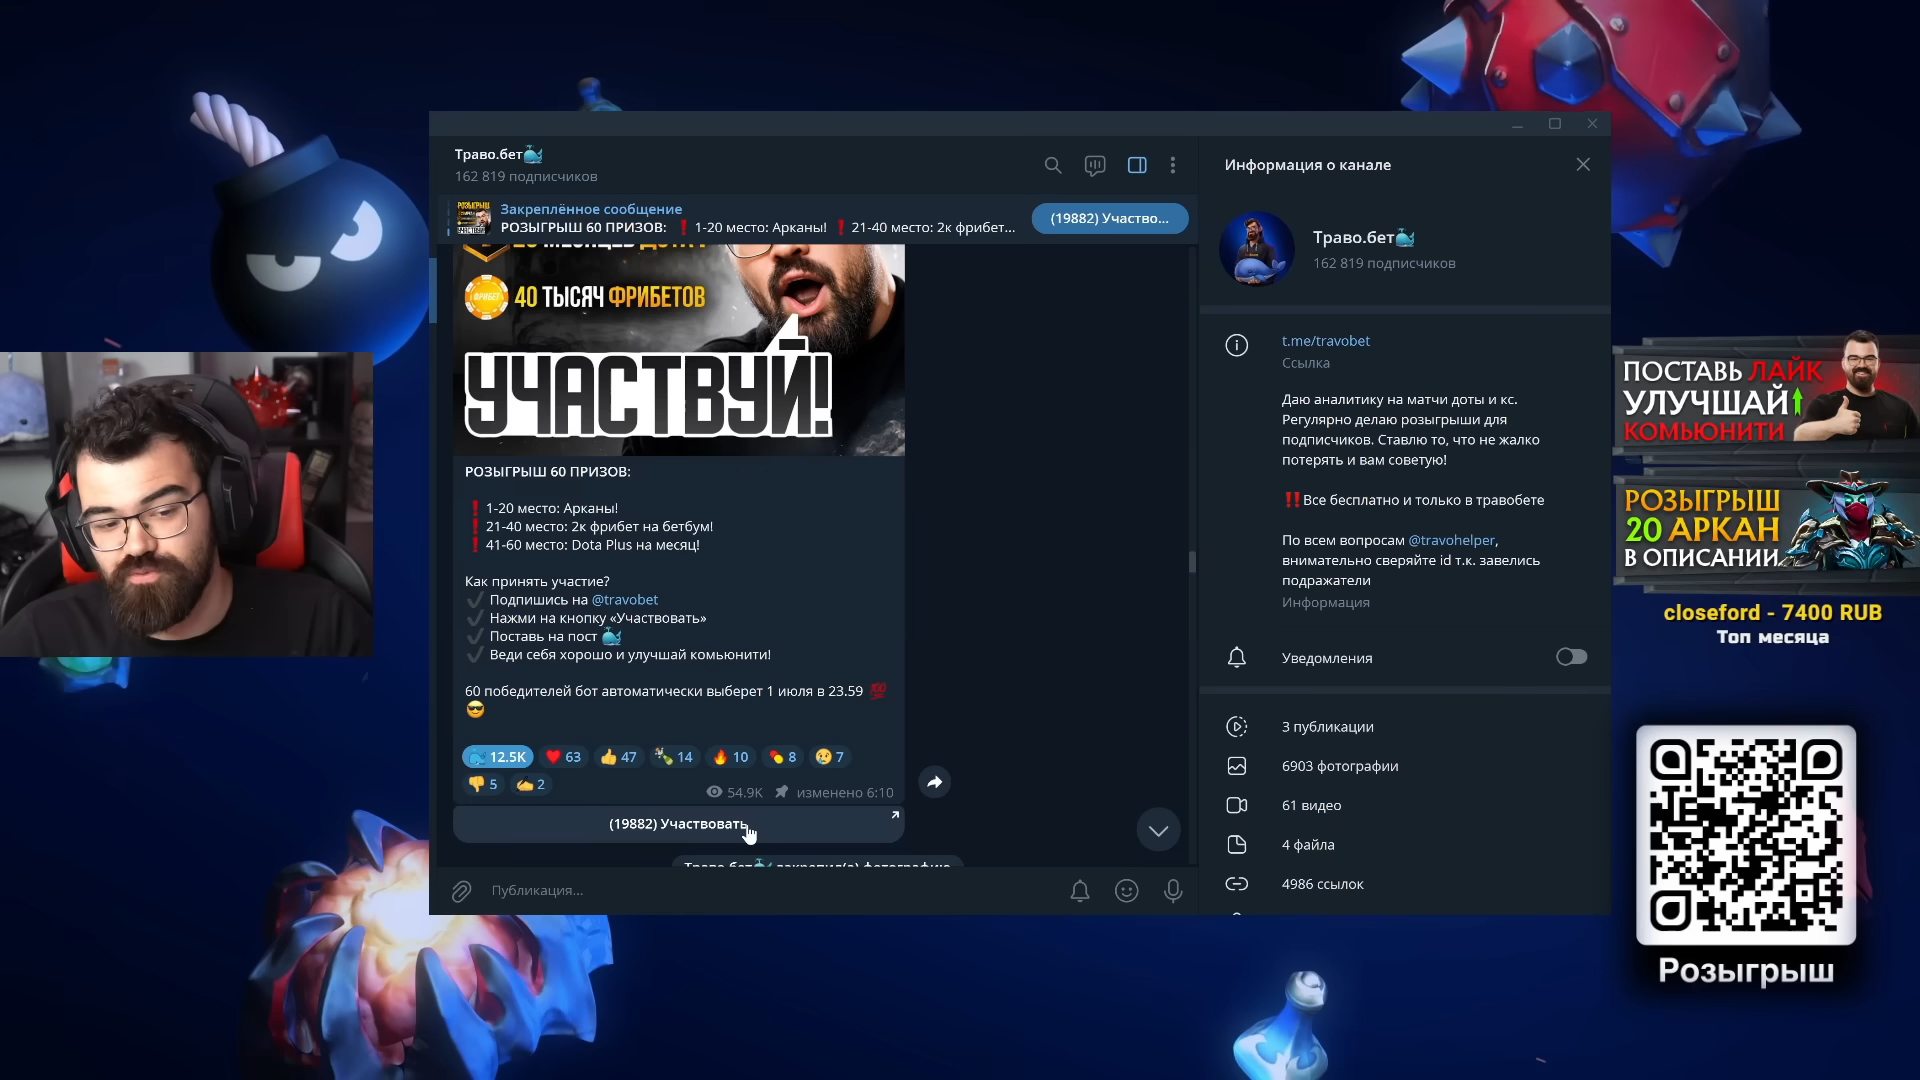 Траво.бет🐳
162 819 подписчиков
Закреплённое сообщение
РОЗЫГРЫШ 60 ПРИЗОВ: ❗ 1-20 место: Арканы! ❗ 21-40 место: 2к фрибет...
(19882) Участво...
ФРИБЕТ
40 ТЫСЯЧ ФРИБЕТОВ
УЧАСТВУЙ!
РОЗЫГРЫШ 60 ПРИЗОВ:
❗ 1-20 место: Арканы!
❗ 21-40 место: 2к фрибет на бетбум!
❗ 41-60 место: Dota Plus на месяц!
Как принять участие?
✔ Подпишись на @travobet
✔ Нажми на кнопку «Участвовать»
✔ Поставь на пост 🐳
✔ Веди себя хорошо и улучшай комьюнити!
60 победителей бот автоматически выберет 1 июля в 23.59 💯
😎
🐳 12.5K ❤ 63 👍 47 🍾 14 🔥 10 💊 8 😢 7
👎 5 ✍ 2
54.9K изменено 6:10
(19882) Участвовать
Траво.бет🐳 закрепил(а) фотографию
Публикация...
Информация о канале
Траво.бет🐳
162 819 подписчиков
t.me/travobet
Ссылка
Даю аналитику на матчи доты и кс.
Регулярно делаю розыгрыши для
подписчиков. Ставлю то, что не жалко
потерять и вам советую!
‼Все бесплатно и только в травобете
По всем вопросам @travohelper,
внимательно сверяйте id т.к. завелись
подражатели
Информация
Уведомления
3 публикации
6903 фотографии
61 видео
4 файла
4986 ссылок
ПОСТАВЬ ЛАЙК
УЛУЧШАЙ
КОМЬЮНИТИ
РОЗЫГРЫШ
20 АРКАН
В ОПИСАНИИ
closeford - 7400 RUB
Топ месяца
Розыгрыш